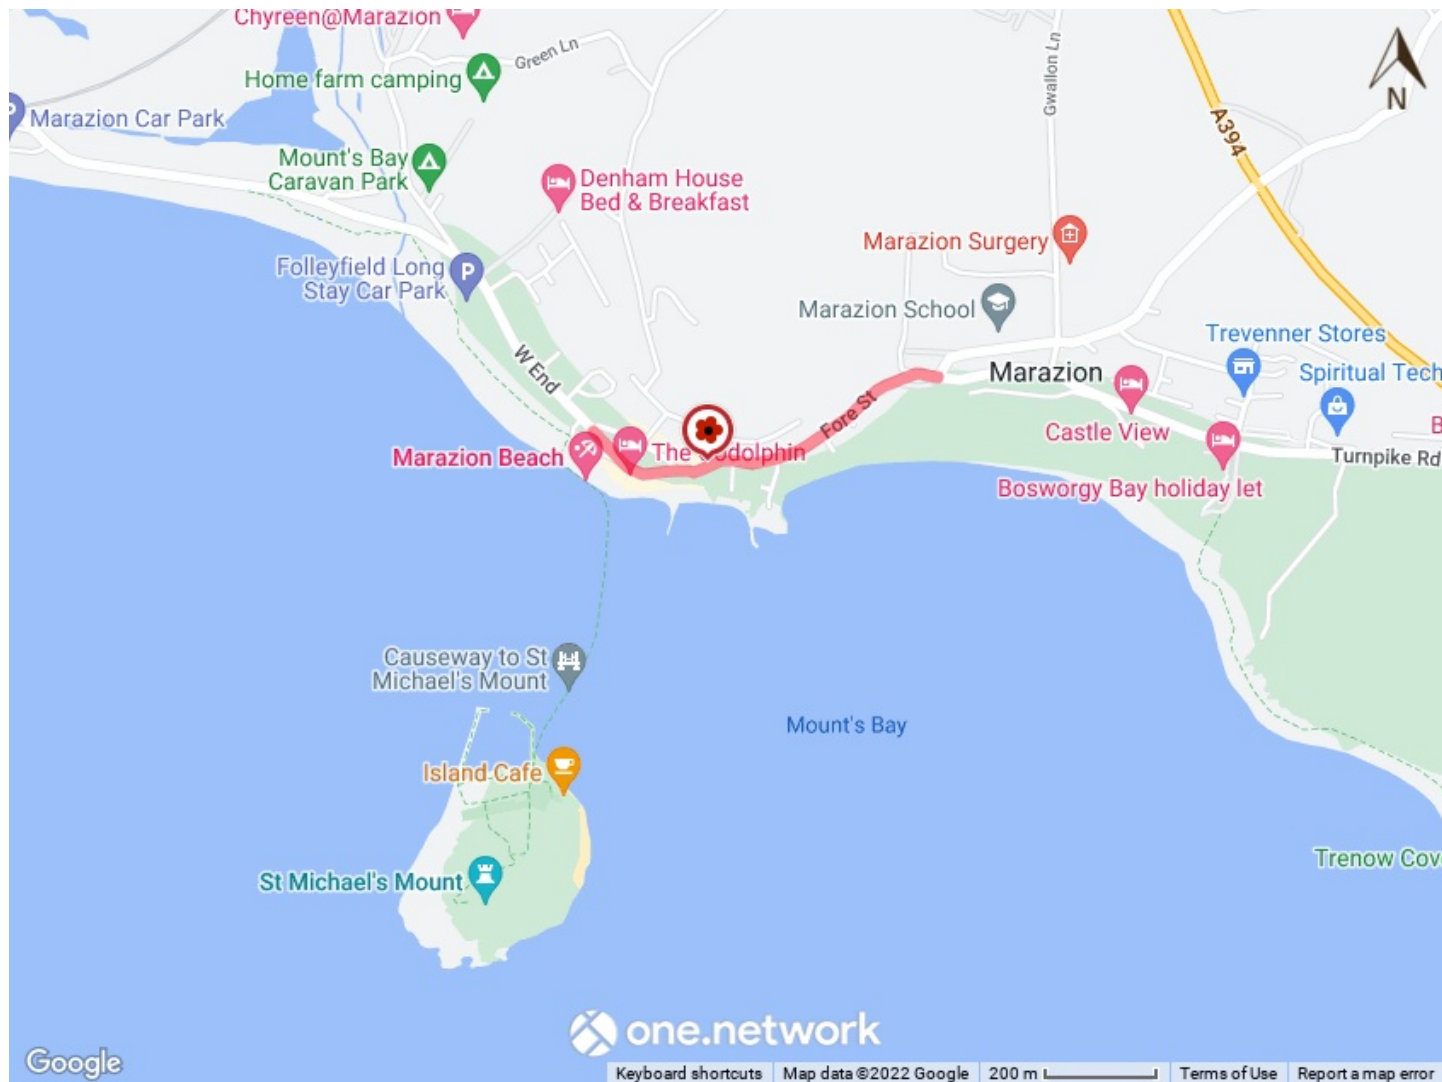 Chyreen@Marazion
Green Ln
Home farm camping
Gwallon Ln
N
Marazion Car Park
A394
Mount's Bay
Caravan Park
Denham House
Bed & Breakfast
Marazion Surgery
Folleyfield Long
Stay Car Park
P
Marazion School
Trevenner Stores
W End
Marazion
Spiritual Tech
Fore St
Castle View
B
The Godolphin
Marazion Beach
Turnpike Rd
Bosworgy Bay holiday let
Causeway to St
Michael's Mount
Mount's Bay
Island Cafe
Trenow Cov
St Michael's Mount
one.network
Google
Keyboard shortcuts
Map data ©2022 Google
200 m
Terms of Use
Report a map error